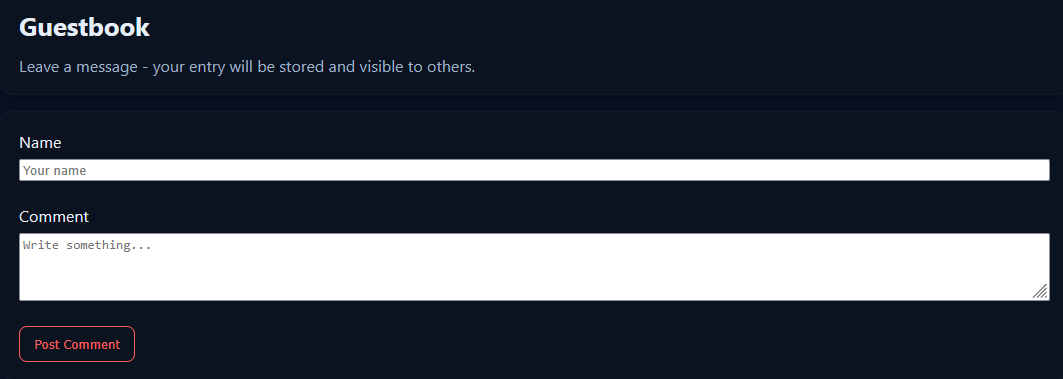 Guestbook
Leave a message - your entry will be stored and visible to others.
Name
Your name
Comment
Write something...
Post Comment